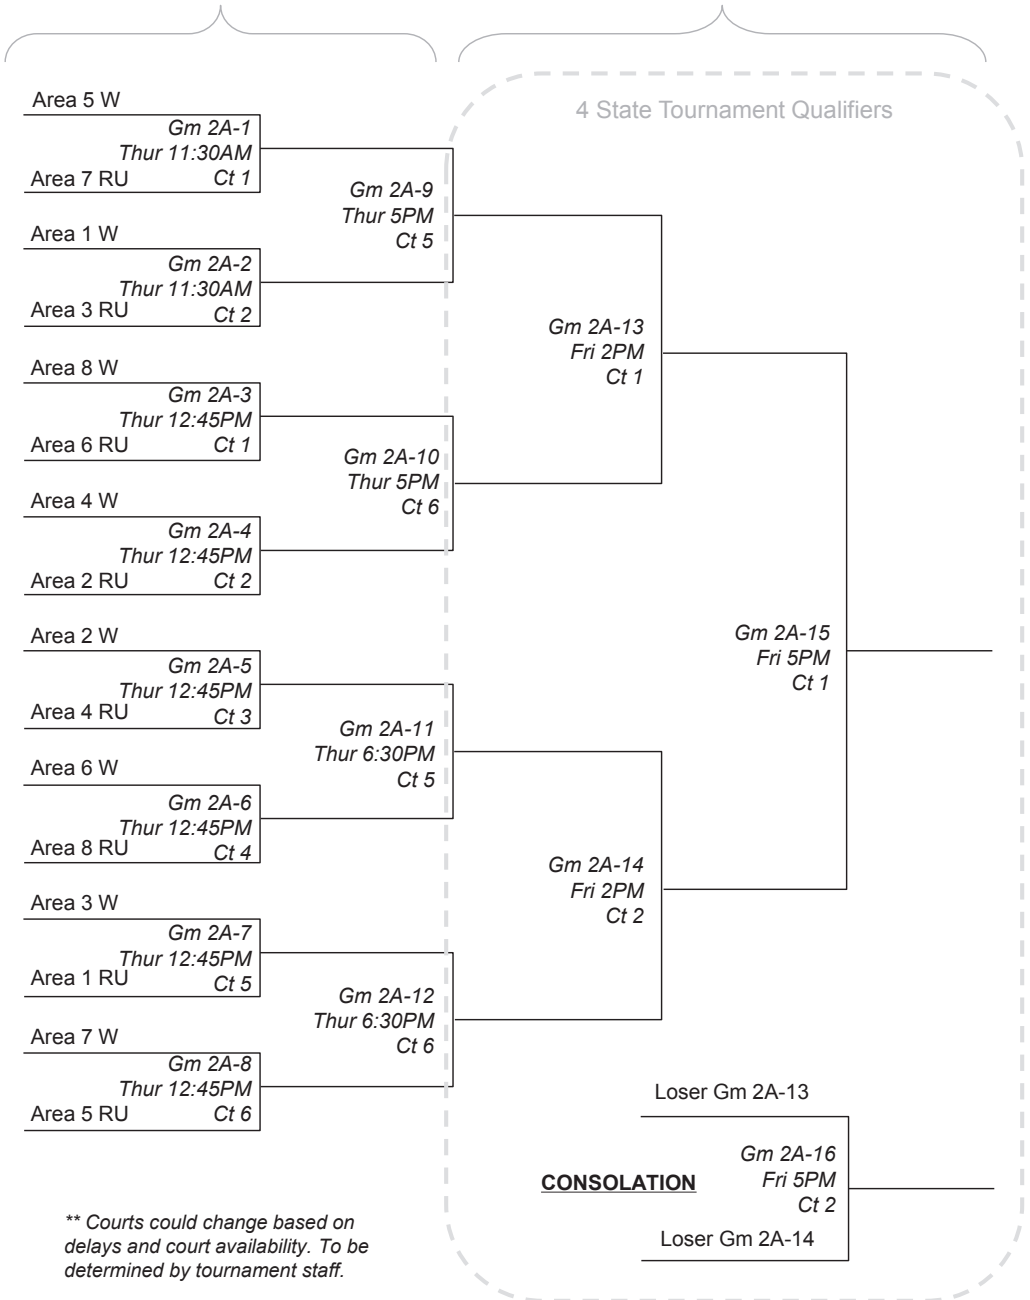 4 State Tournament Qualifiers
Area 5 W
Gm 2A-1
Thur 11:30AM
Area 7 RU
Ct 1
Area 1 W
Gm 2A-2
Thur 11:30AM
Area 3 RU
Ct 2
Area 8 W
Gm 2A-3
Thur 12:45PM
Area 6 RU
Ct 1
Area 4 W
Gm 2A-4
Thur 12:45PM
Area 2 RU
Ct 2
Area 2 W
Gm 2A-5
Thur 12:45PM
Area 4 RU
Ct 3
Area 6 W
Gm 2A-6
Thur 12:45PM
Area 8 RU
Ct 4
Area 3 W
Gm 2A-7
Thur 12:45PM
Area 1 RU
Ct 5
Area 7 W
Gm 2A-8
Thur 12:45PM
Area 5 RU
Ct 6
Gm 2A-9
Thur 5PM
Ct 5
Gm 2A-10
Thur 5PM
Ct 6
Gm 2A-11
Thur 6:30PM
Ct 5
Gm 2A-12
Thur 6:30PM
Ct 6
Gm 2A-13
Fri 2PM
Ct 1
Gm 2A-14
Fri 2PM
Ct 2
Gm 2A-15
Fri 5PM
Ct 1
Loser Gm 2A-13
Gm 2A-16
CONSOLATION Fri 5PM
Ct 2
Loser Gm 2A-14
** Courts could change based on
delays and court availability. To be
determined by tournament staff.